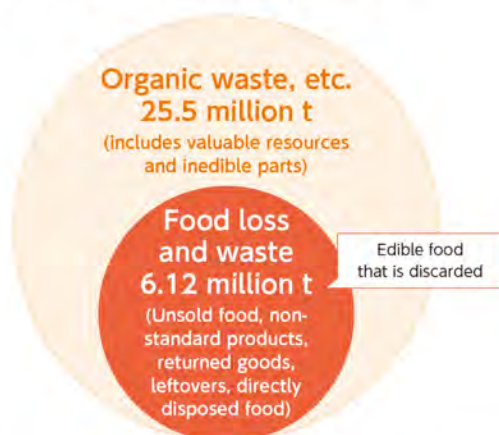 Organic waste, etc.
25.5 million t
(includes valuable resources
and inedible parts)
Food loss
and waste
6.12 million t
(Unsold food, non-
standard products,
returned goods,
leftovers, directly
disposed food)
Edible food
that is discarded